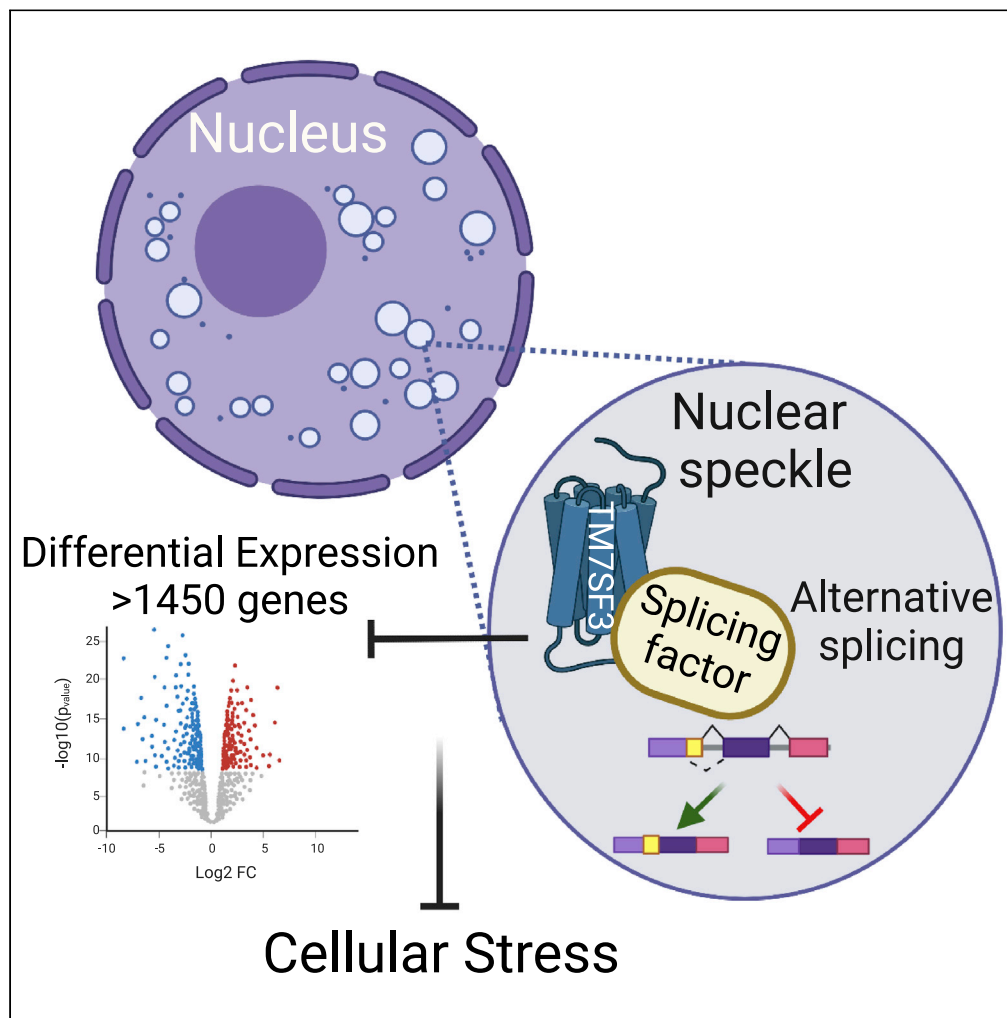 Nucleus
Nuclear
speckle
TM7SF3
Splicing
factor
Alternative
splicing
Differential Expression
>1450 genes
-log10(pvalue)
25
20
15
10
5
0
-10
-5
0
5
10
Log2 FC
Cellular Stress